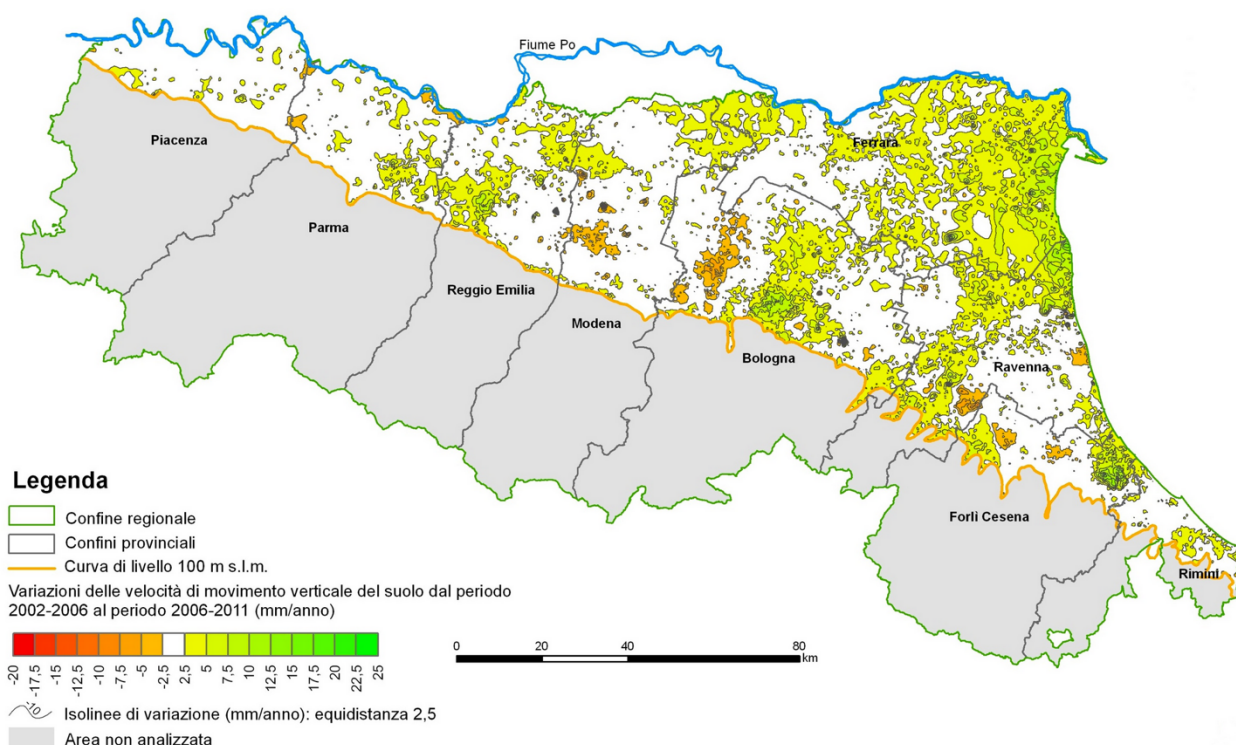 Fiume Po
Piacenza
Ferrara
Parma
Reggio Emilia
Modena
Bologna
Ravenna
Forli Cesena
Rimini
Legenda
Confine regionale
Confini provinciali
Curva di livello 100 m s.l.m.
Variazioni delle velocità di movimento verticale del suolo dal periodo
2002-2006 al periodo 2006-2011 (mm/anno)
-20 -17,5 -15 -12,5 -10 -7,5 -5 -2,5 2,5 5 7,5 10 12,5 15 17,5 20 22,5 25
0 20 40 80
km
-10 Isolinee di variazione (mm/anno): equidistanza 2,5
Area non analizzata